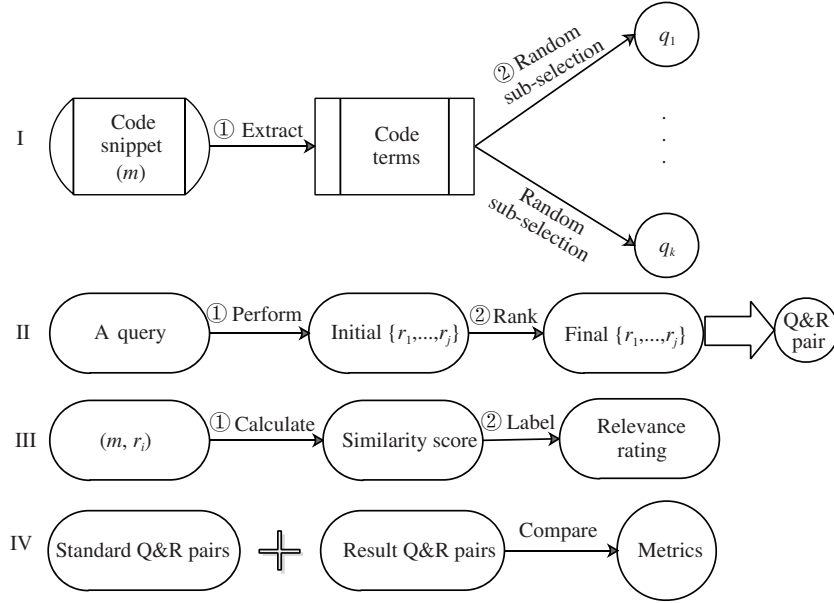 I
Code
snippet
(m)
① Extract
Code
terms
② Random
sub-selection
q1
.
.
.
Random
sub-selection
qk
II
A query
① Perform
Initial {r1,...,rj}
② Rank
Final {r1,...,rj}
Q&R
pair
III
(m, ri)
① Calculate
Similarity score
② Label
Relevance
rating
IV
Standard Q&R pairs
Result Q&R pairs
Compare
Metrics